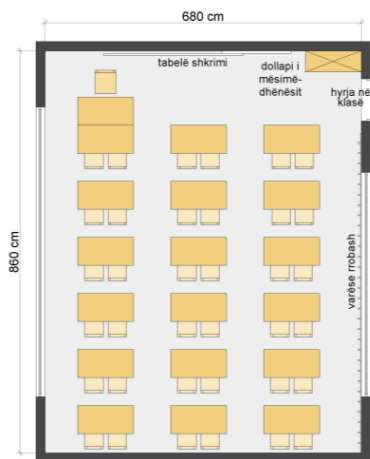 680 cm
tabelë shkrimi
dollapi i
mësimë-
dhënësit
hyrja në
klasë
860 cm
varëse rrobash